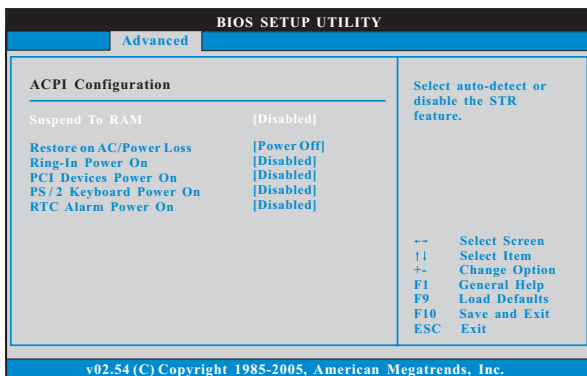 BIOS SETUP UTILITY
Advanced
ACPI Configuration
Suspend To RAM [Disabled]
Restore on AC/Power Loss [Power Off]
Ring-In Power On [Disabled]
PCI Devices Power On [Disabled]
PS / 2 Keyboard Power On [Disabled]
RTC Alarm Power On [Disabled]
Select auto-detect or
disable the STR
feature.
←→ Select Screen
↑↓ Select Item
+- Change Option
F1 General Help
F9 Load Defaults
F10 Save and Exit
ESC Exit
v02.54 (C) Copyright 1985-2005, American Megatrends, Inc.